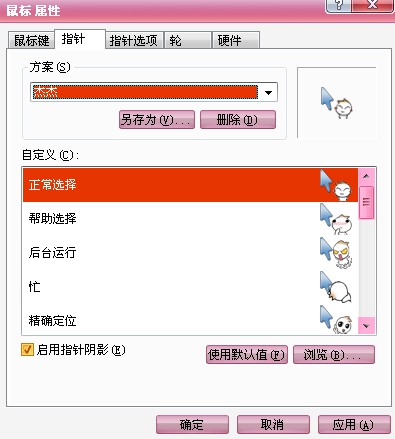 鼠标 属性
鼠标键 指针 指针选项 轮 硬件
方案(S)
另存为(V)... 删除(D)
自定义(C):
正常选择
帮助选择
后台运行
忙
精确定位
启用指针阴影(E) 使用默认值(F) 浏览(B)...
确定 取消 应用(A)